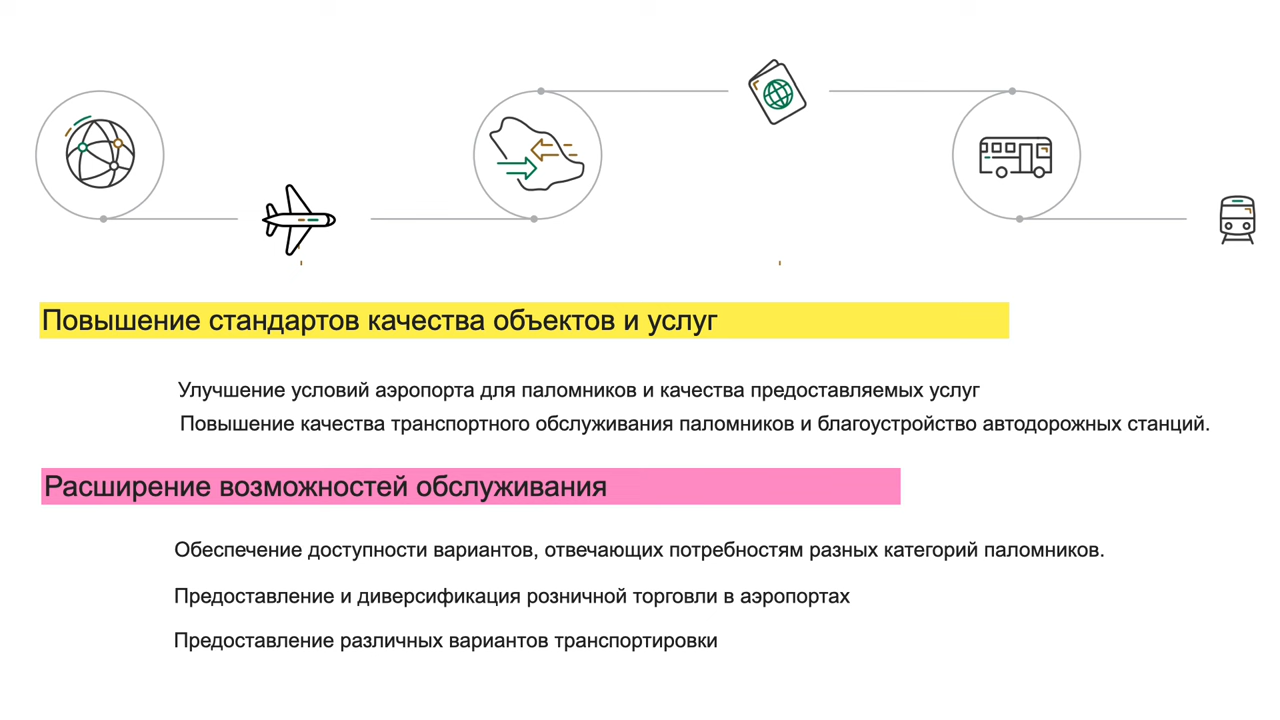 Повышение стандартов качества объектов и услуг
Улучшение условий аэропорта для паломников и качества предоставляемых услуг
Повышение качества транспортного обслуживания паломников и благоустройство автодорожных станций.
Расширение возможностей обслуживания
Обеспечение доступности вариантов, отвечающих потребностям разных категорий паломников.
Предоставление и диверсификация розничной торговли в аэропортах
Предоставление различных вариантов транспортировки